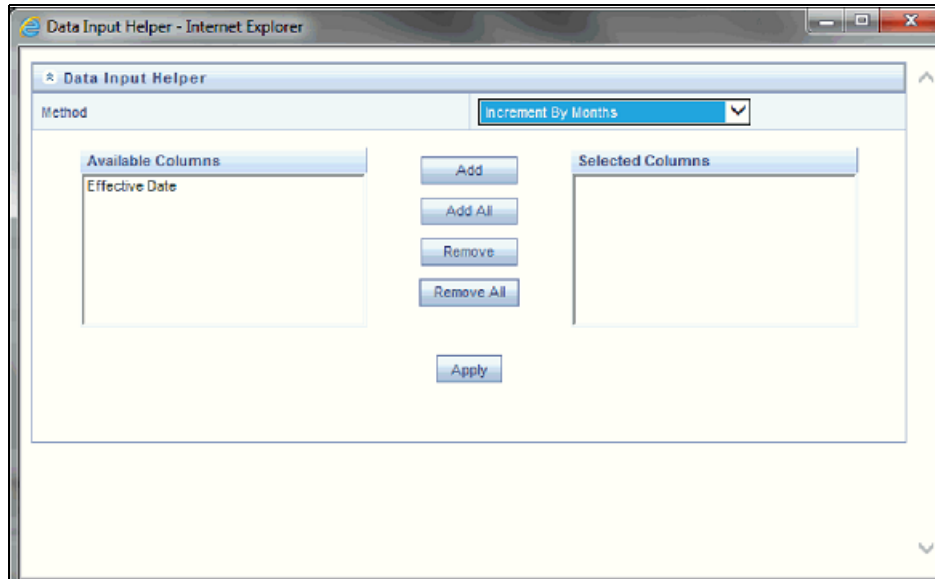 Data Input Helper - Internet Explorer
Data Input Helper
Method
Increment By Months
Available Columns
Effective Date
Add
Add All
Remove
Remove All
Selected Columns
Apply